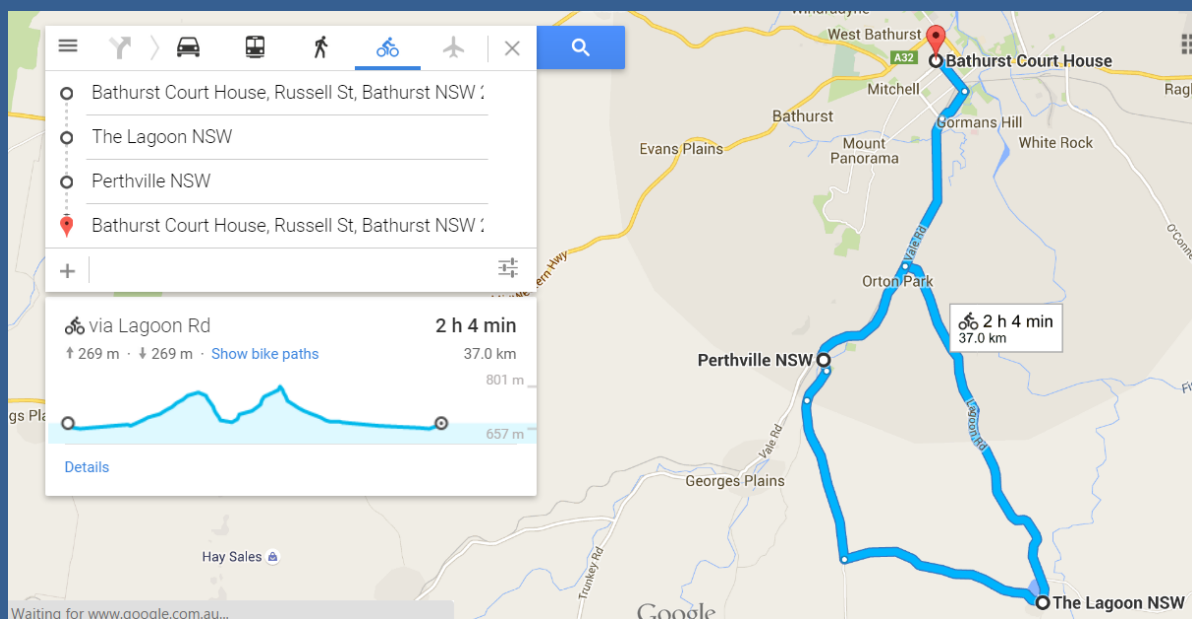 Bathurst Court House, Russell St, Bathurst NSW
The Lagoon NSW
Perthville NSW
Bathurst Court House, Russell St, Bathurst NSW
via Lagoon Rd
2 h 4 min
269 m · 269 m · Show bike paths
37.0 km
801 m
657 m
Details
West Bathurst
A32
Bathurst Court House
Mitchell
Bathurst
Gormans Hill
White Rock
Evans Plains
Mount
Panorama
Vale Rd
Orton Park
2 h 4 min
37.0 km
Perthville NSW
Lagoon Rd
Vale Rd
Georges Plains
Hay Sales
Trunkey Rd
The Lagoon NSW
Google
Waiting for www.google.com.au...